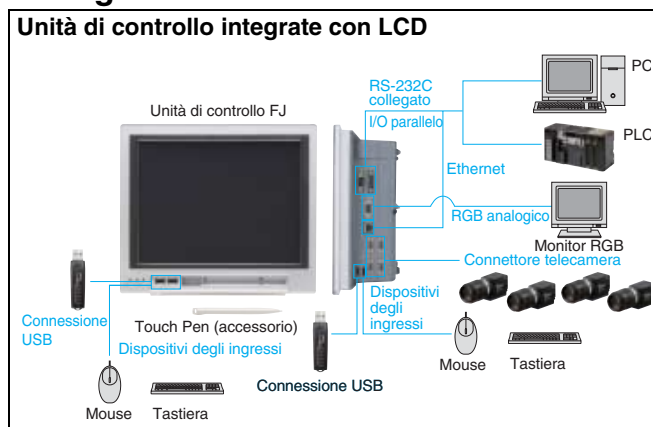 Unità di controllo integrate con LCD
Unità di controllo FJ
RS-232C
collegato
I/O parallelo
PC
PLC
Ethernet
RGB analogico
Monitor RGB
Connettore telecamera
Dispositivi
degli
ingressi
Connessione
USB
Touch Pen (accessorio)
Dispositivi degli ingressi
Connessione USB
Mouse
Tastiera
Mouse
Tastiera